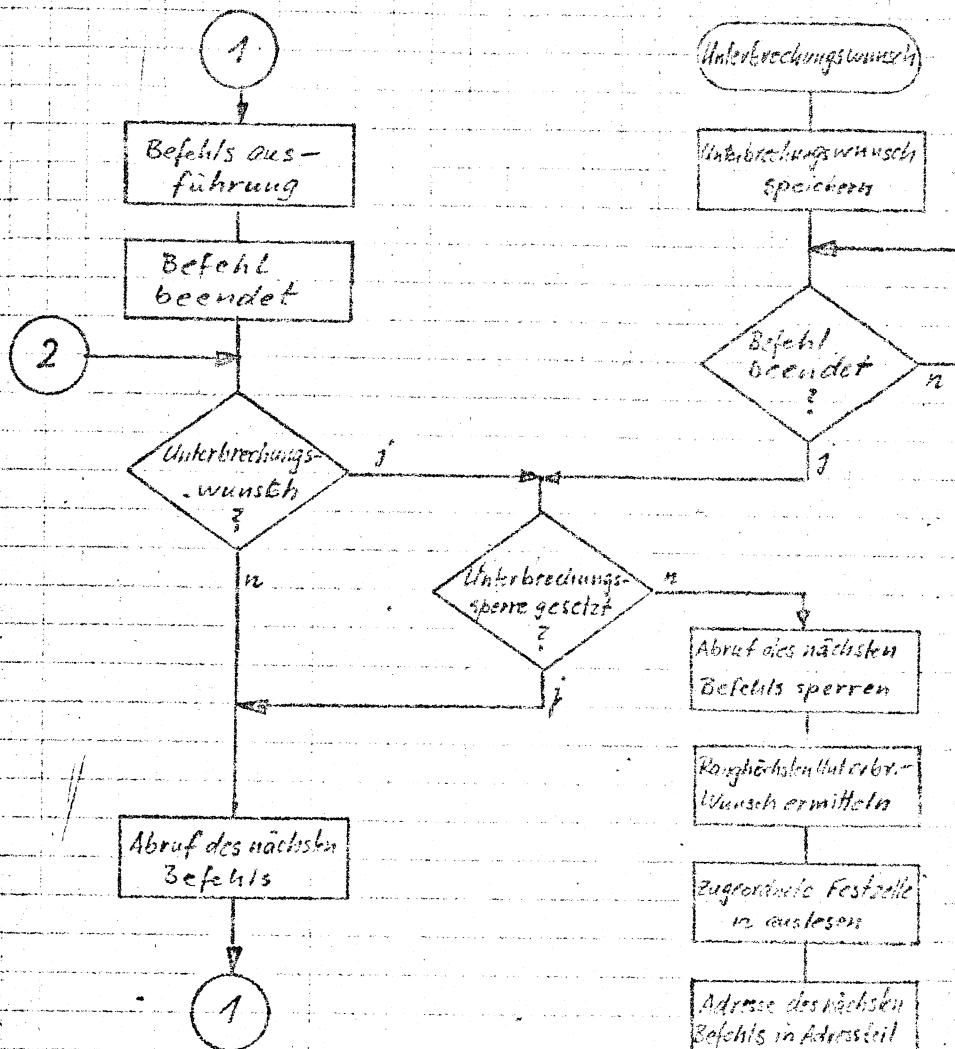 1
Befehls aus-
führung
Befehl
beendet
2
Unterbrechungs-
wunsch
?
j
n
Abruf des nächsten
Befehls
1
Unterbrechungswunsch
Unterbrechungswunsch
speichern
Befehl
beendet
?
n
j
Unterbrechungs-
sperre gesetzt
?
n
j
Abruf des nächsten
Befehls sperren
Ranghöchsten Unterbr.-
Wunsch ermitteln
Zugeordnete Festzelle
n auslesen
Adresse des nächsten
Befehls in Adressteil